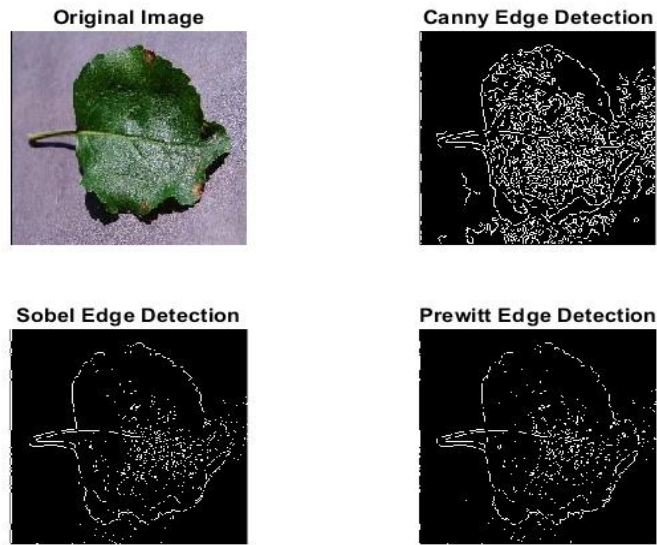 Original Image
Canny Edge Detection
Sobel Edge Detection
Prewitt Edge Detection